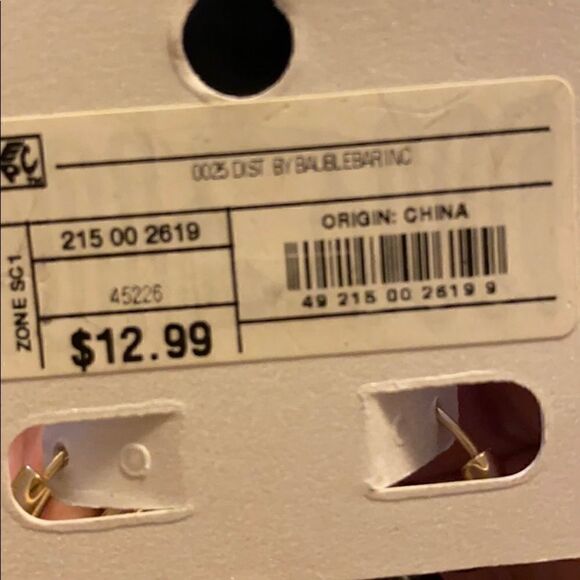 0025 DIST BY BAUBLEBAR INC
ZONE SC1
215 00 2619
45226
$12.99
ORIGIN: CHINA
49 215 00 2619 9